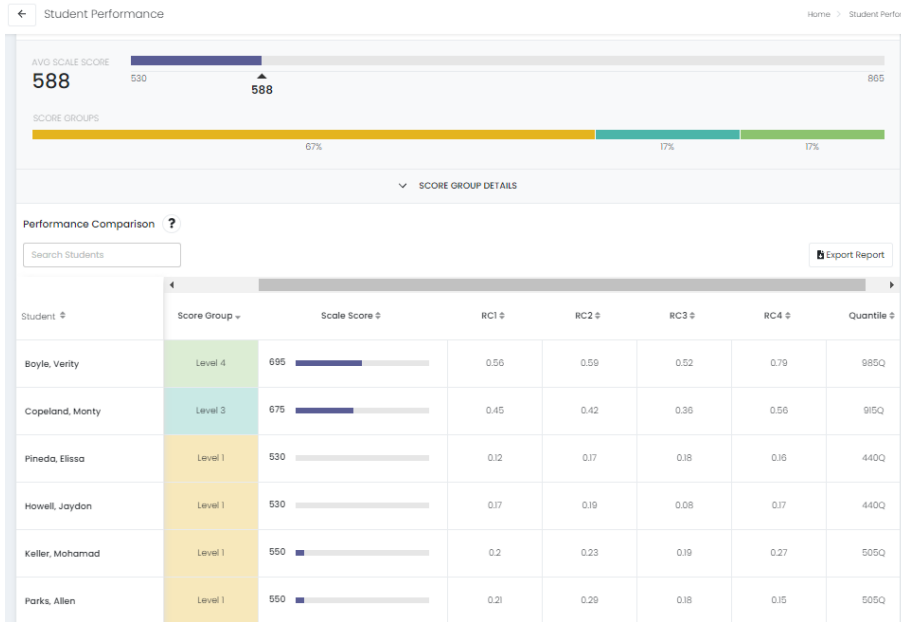 Student Performance
Home > Student Perfo
AVG SCALE SCORE
588
530
865
588
SCORE GROUPS
67%
17%
17%
SCORE GROUP DETAILS
Performance Comparison ?
Search Students
Export Report
Student Score Group Scale Score RC1 RC2 RC3 RC4 Quantile
Boyle, Verity Level 4 695 0.56 0.59 0.52 0.79 985Q
Copeland, Monty Level 3 675 0.45 0.42 0.36 0.56 915Q
Pineda, Elissa Level 1 530 0.12 0.17 0.18 0.16 440Q
Howell, Jaydon Level 1 530 0.17 0.19 0.08 0.17 440Q
Keller, Mohamad Level 1 550 0.2 0.23 0.19 0.27 505Q
Parks, Allen Level 1 550 0.21 0.29 0.18 0.15 505Q